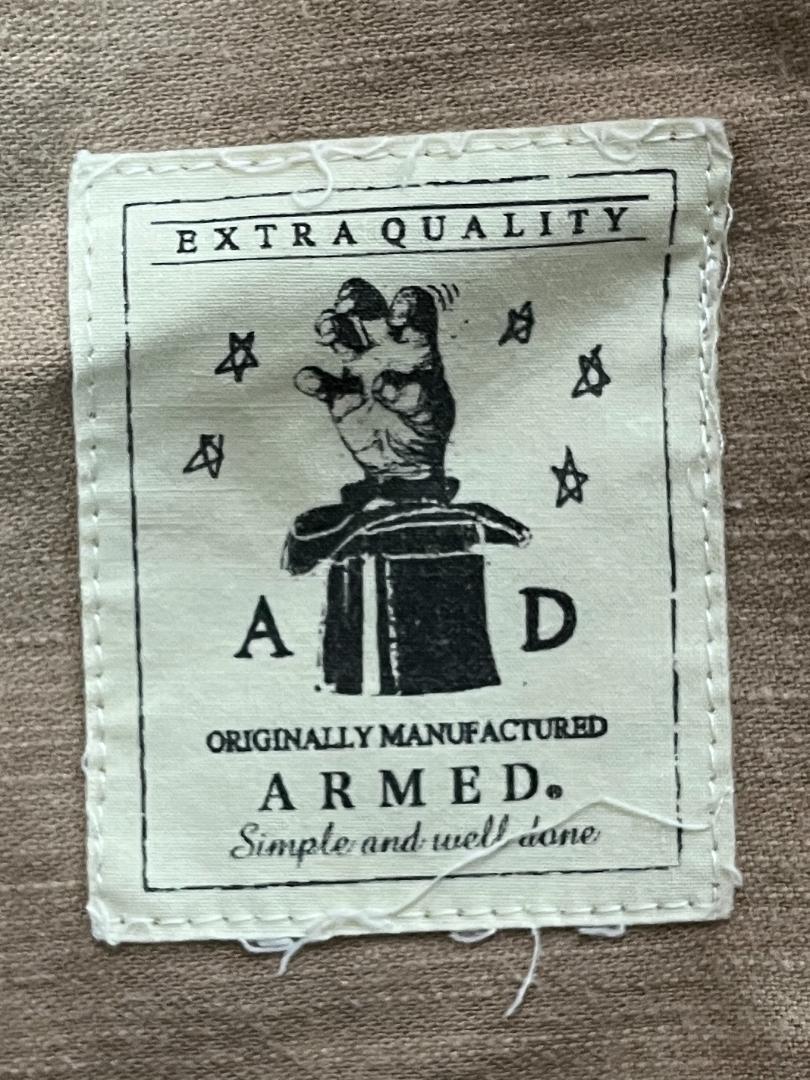 EXTRA QUALITY
A D
ORIGINALLY MANUFACTURED
ARMED®
Simple and well done